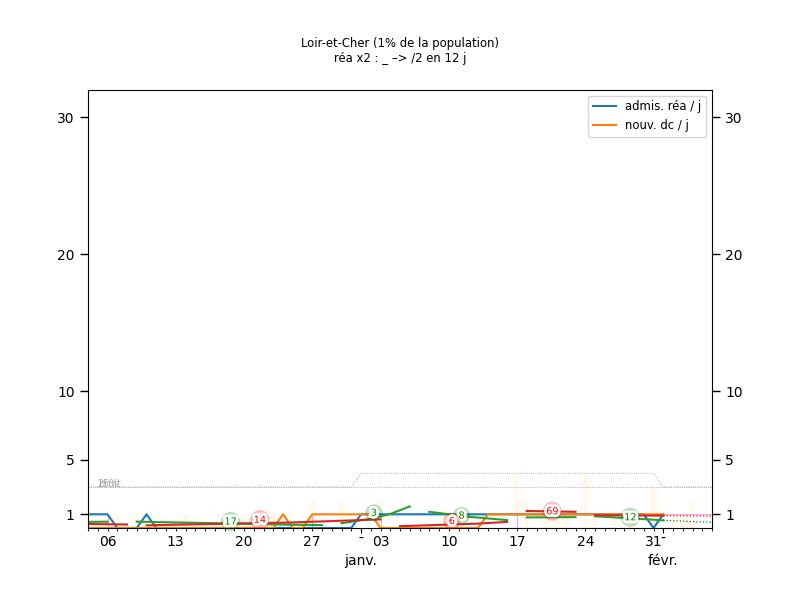 Loir-et-Cher (1% de la population)
réa x2 : _ –> /2 en 12 j
admis. réa / j
nouv. dc / j
30 30
20 20
10 10
5 5
1 1
17 14 3 6 8 69 12
06 13 20 27 - 03 10 17 24 31 -
janv. févr.